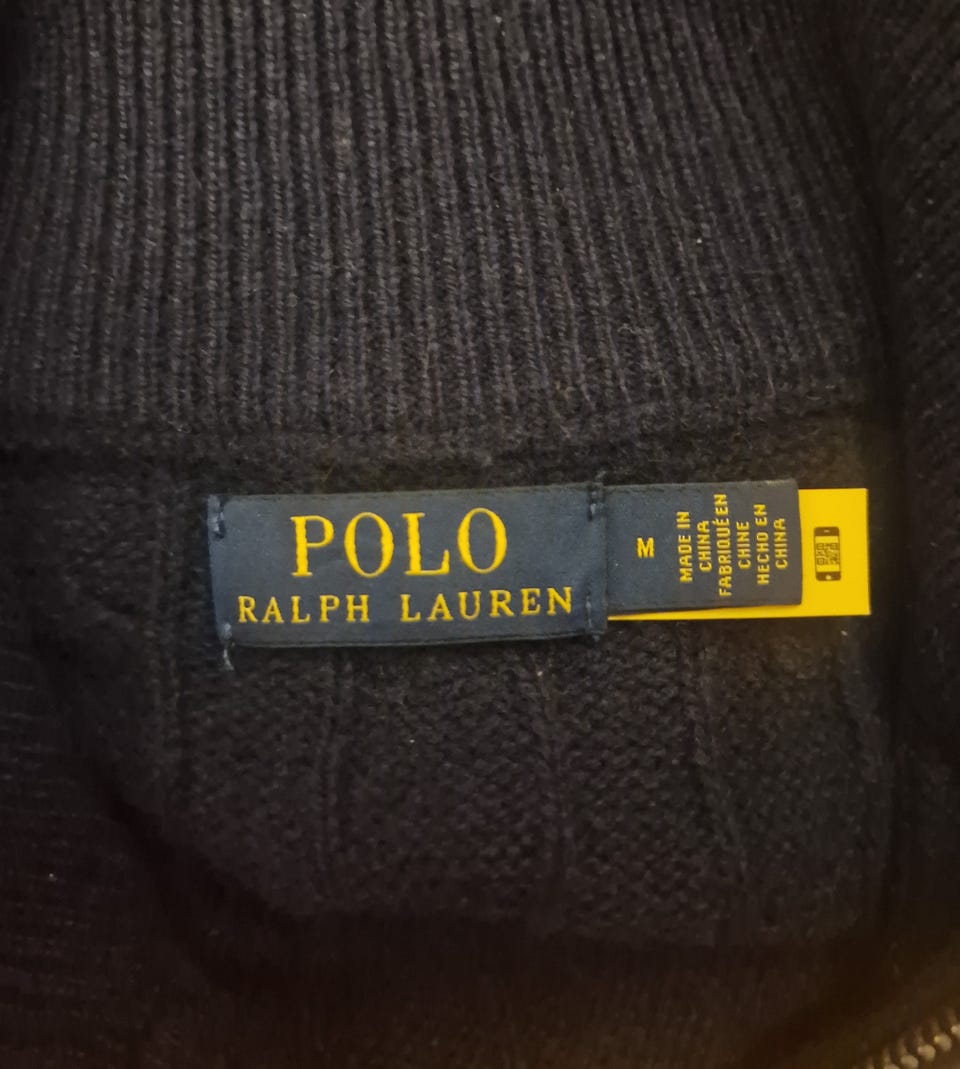 POLO
RALPH LAUREN
M
MADE IN
CHINA
FABRIQUÉ EN
CHINE
HECHO EN
CHINA